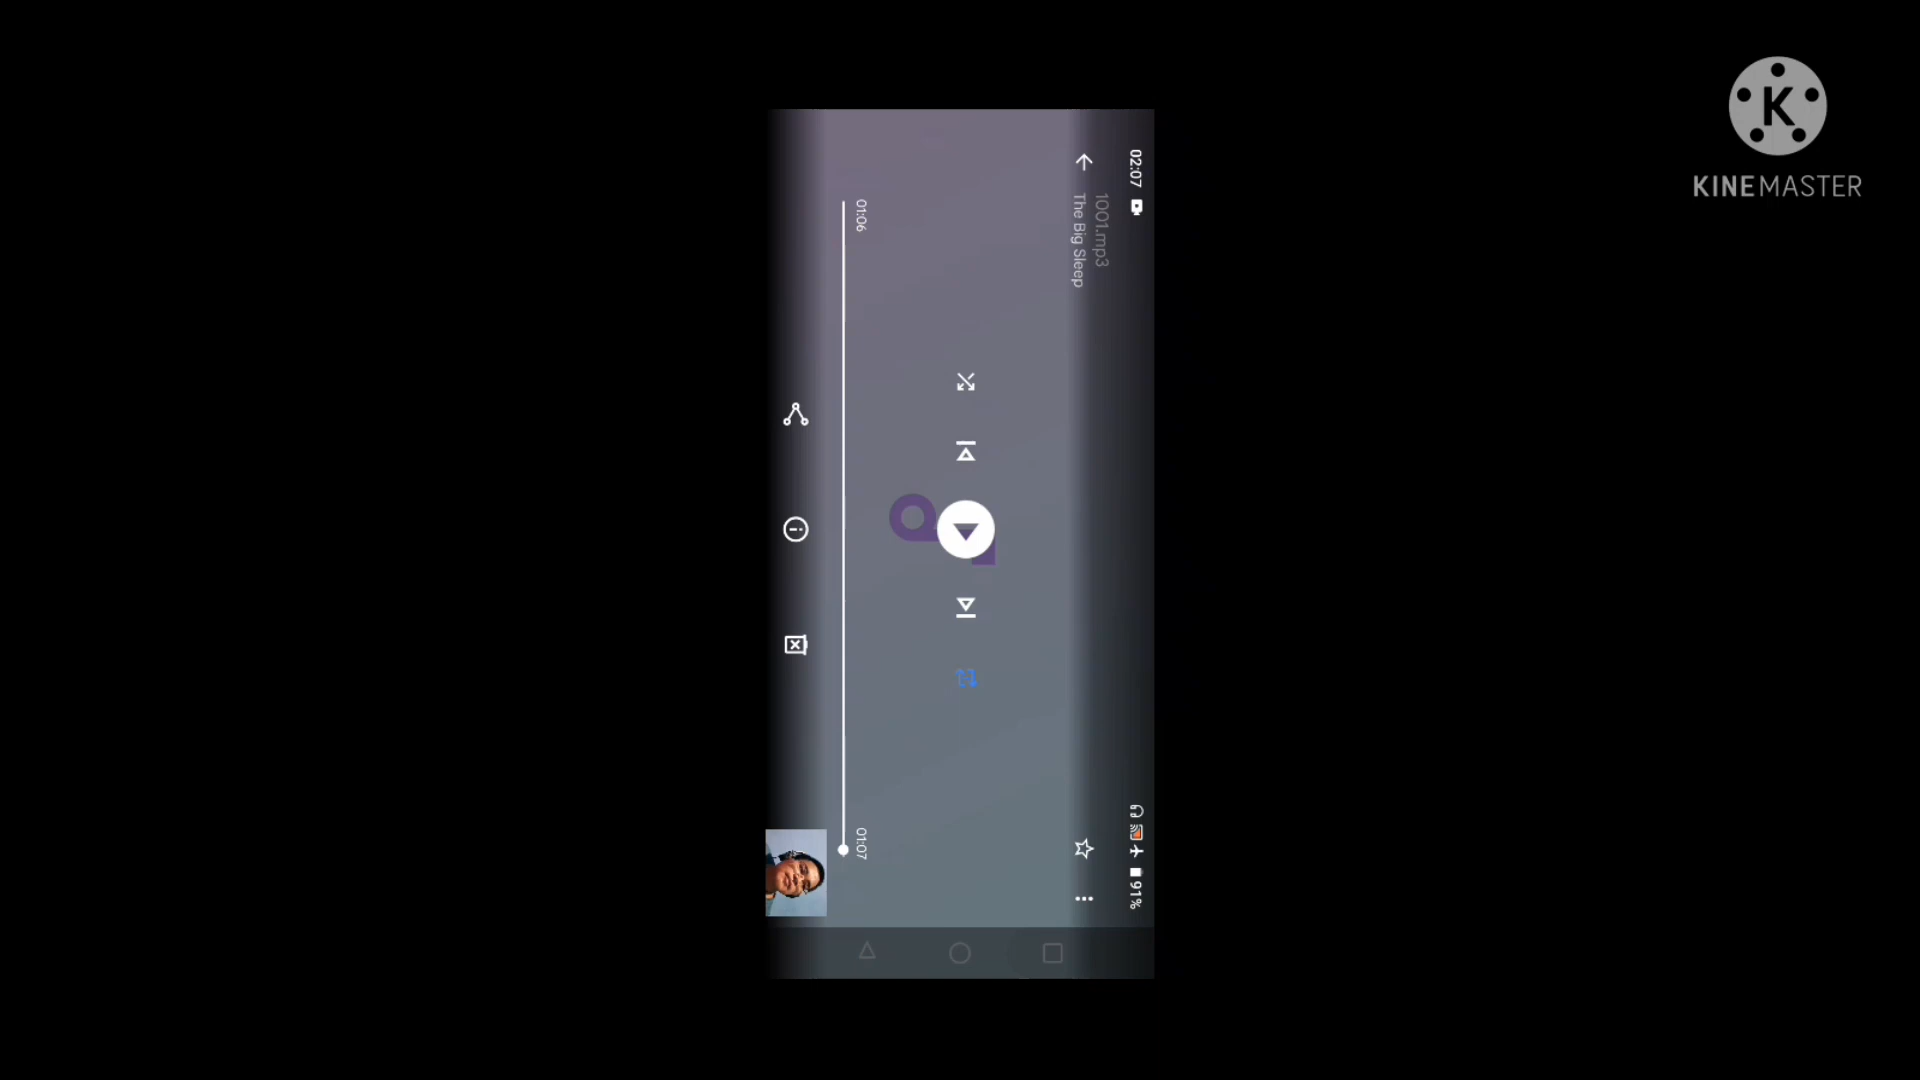 02:07
91%
1001.mp3
The Big Sleep
01:06
01:07
K
KINEMASTER